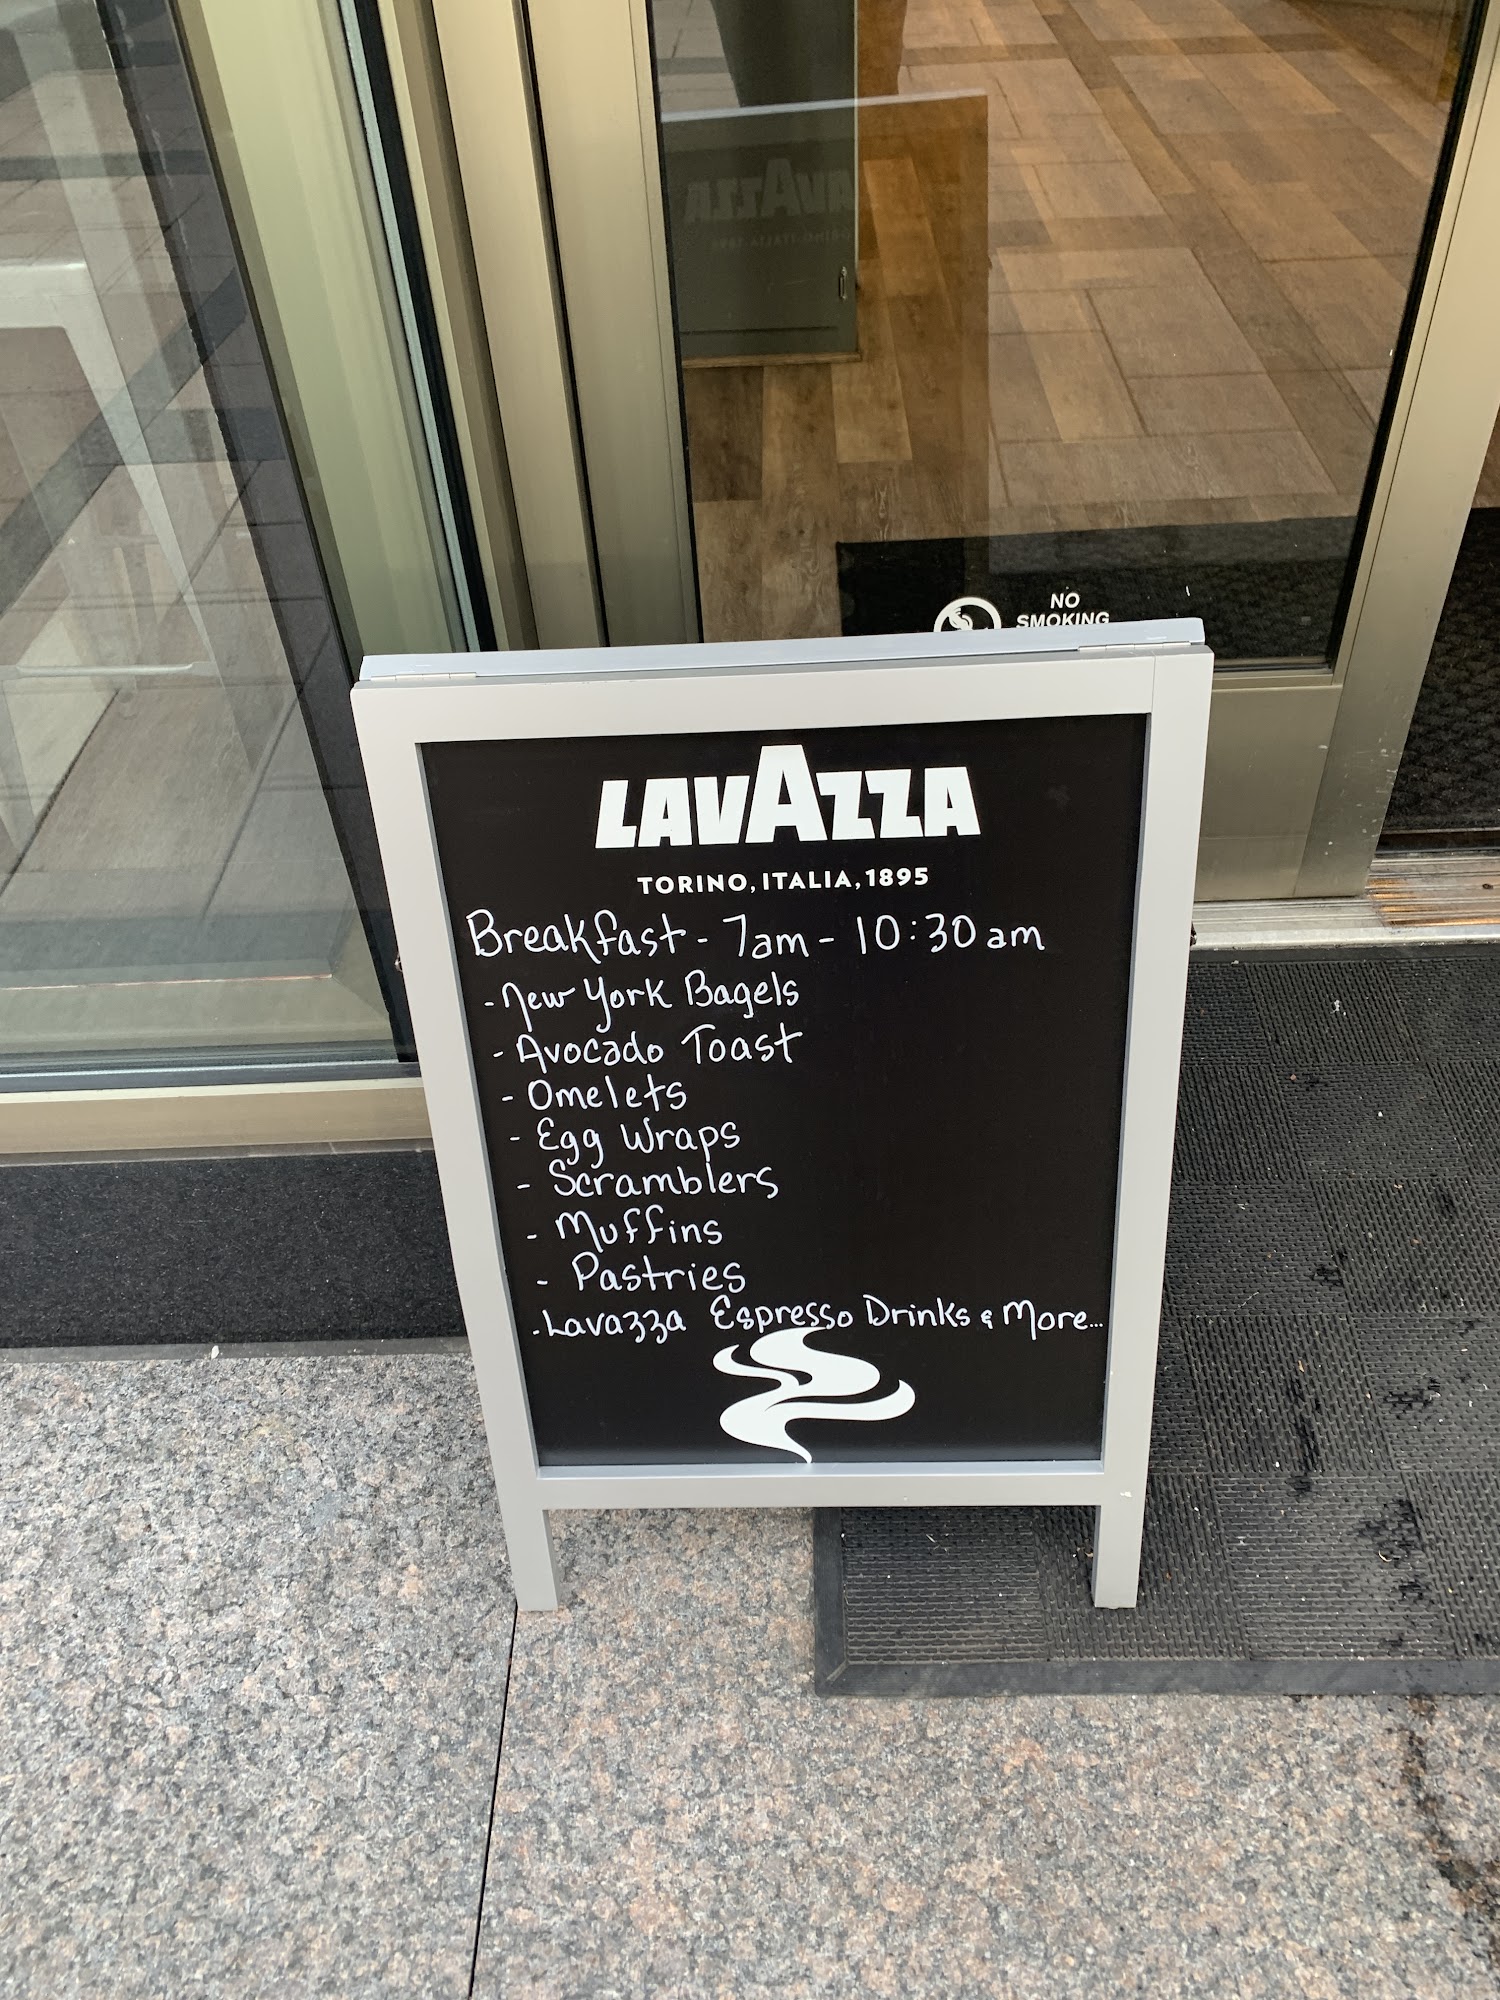 NO
SMOKING
LAVAZZA
TORINO, ITALIA, 1895
Breakfast - 7am - 10:30 am
- New York Bagels
- Avocado Toast
- Omelets
- Egg Wraps
- Scramblers
- Muffins
- Pastries
- Lavazza Espresso Drinks & More...